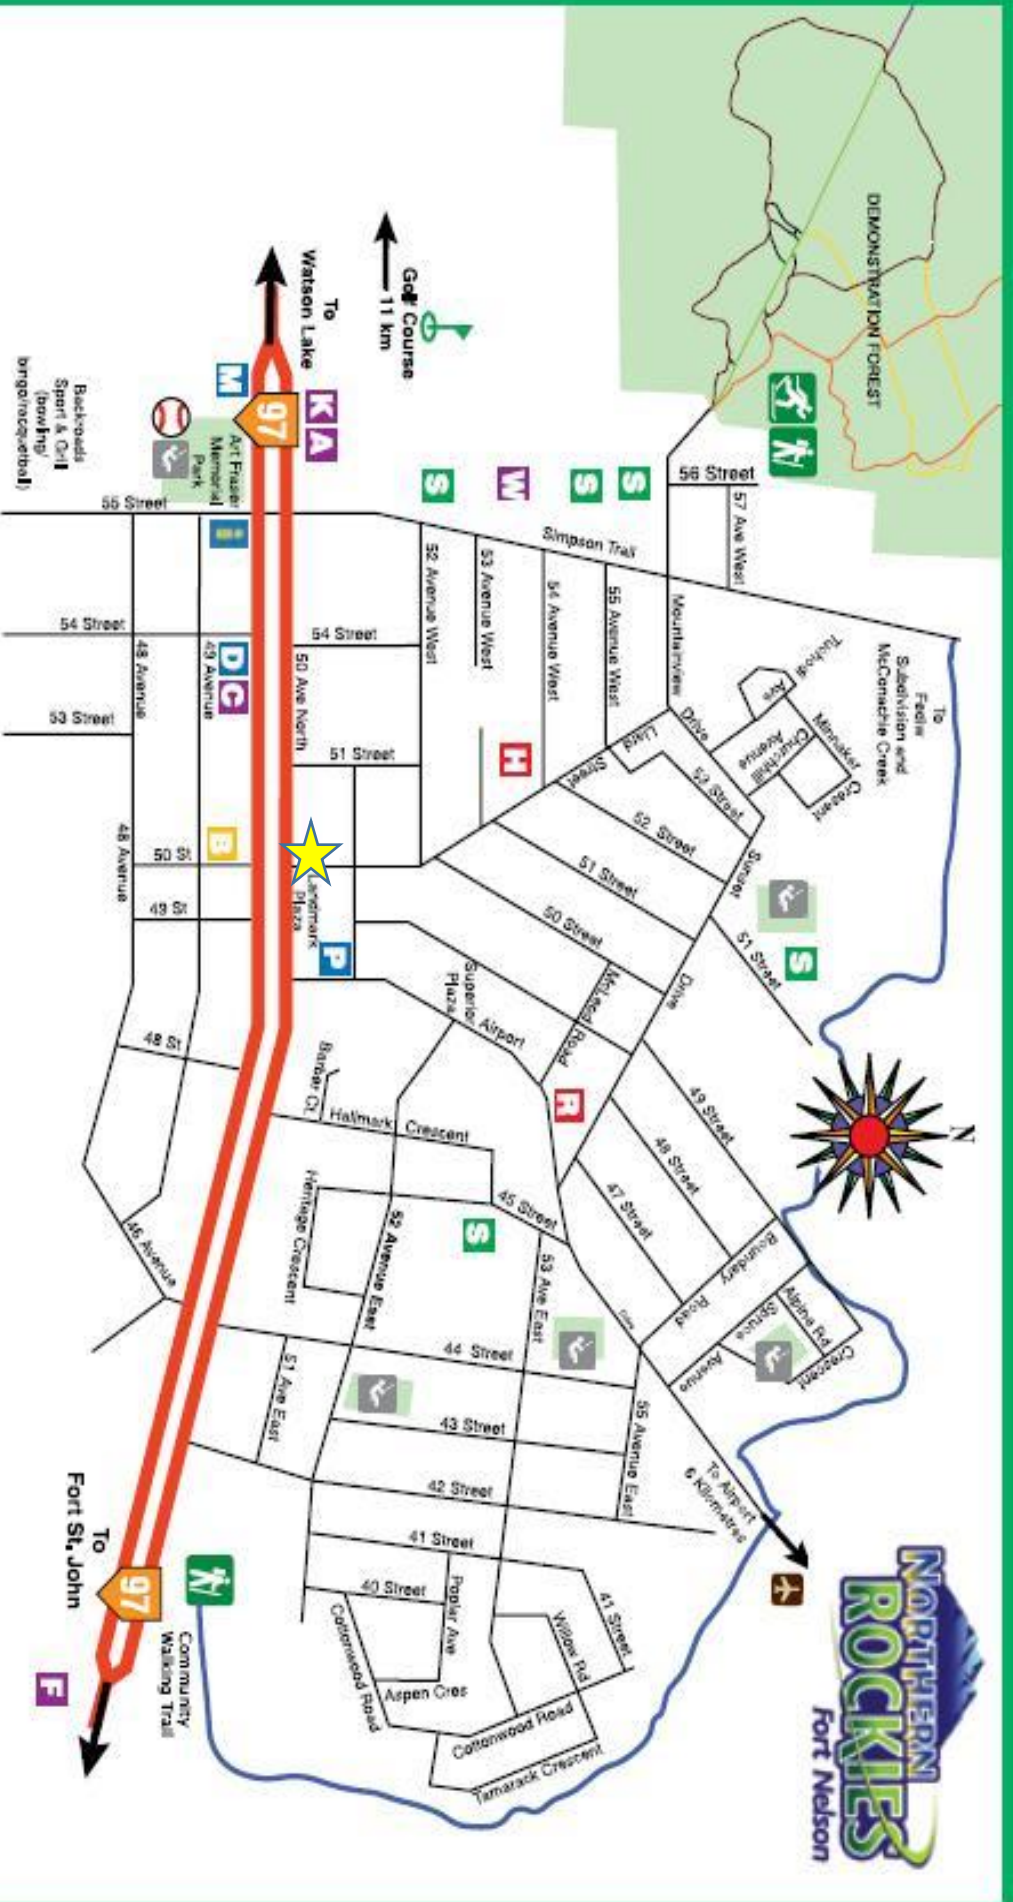 DEMONSTRATION FOREST
Golf Course
11 km
To
Watson Lake
K A
M
97
Art Fraser
Memorial
Park
Backroads
Sport & Grill
(bowling/
bingo/racquetball)
S
W
S
S
56 Street
57 Ave West
Simpson Trail
55 Street
i
52 Avenue West
53 Avenue West
54 Avenue West
55 Avenue West
Mountainview
Drive
54 Street
54 Street
48 Avenue
49 Avenue
D C
50 Ave North
53 Street
51 Street
H
Liard
Street
53 Street
52 Street
51 Street
50 Street
Tuchodi
Ave
Churchill
Avenue
Minnaker
Crescent
To
Fediw
Subdivision and
McConachie Creek
Sunset
Drive
S
51 Street
48 Avenue
50 St
B
49 St
Landmark
Plaza
P
Superior
Plaza
Airport
McLeod
Road
R
48 St
Barker Ct.
Hallmark Crescent
Heritage Crescent
52 Avenue East
S
45 Street
53 Ave East
49 Street
48 Street
47 Street
Boundary
Road
Spruce
Avenue
Alpine Rd
Crescent
N
46 Avenue
44 Street
51 Ave East
43 Street
42 Street
55 Avenue East
To Airport
6 Kilometres
41 Street
40 Street
Poplar Ave
41 Street
Willow Rd
Cottonwood Road
Aspen Cres
Cottonwood Road
Tamarack Crescent
To
Fort St. John
97
F
Community
Walking Trail
NORTHERN
ROCKIES
Fort Nelson